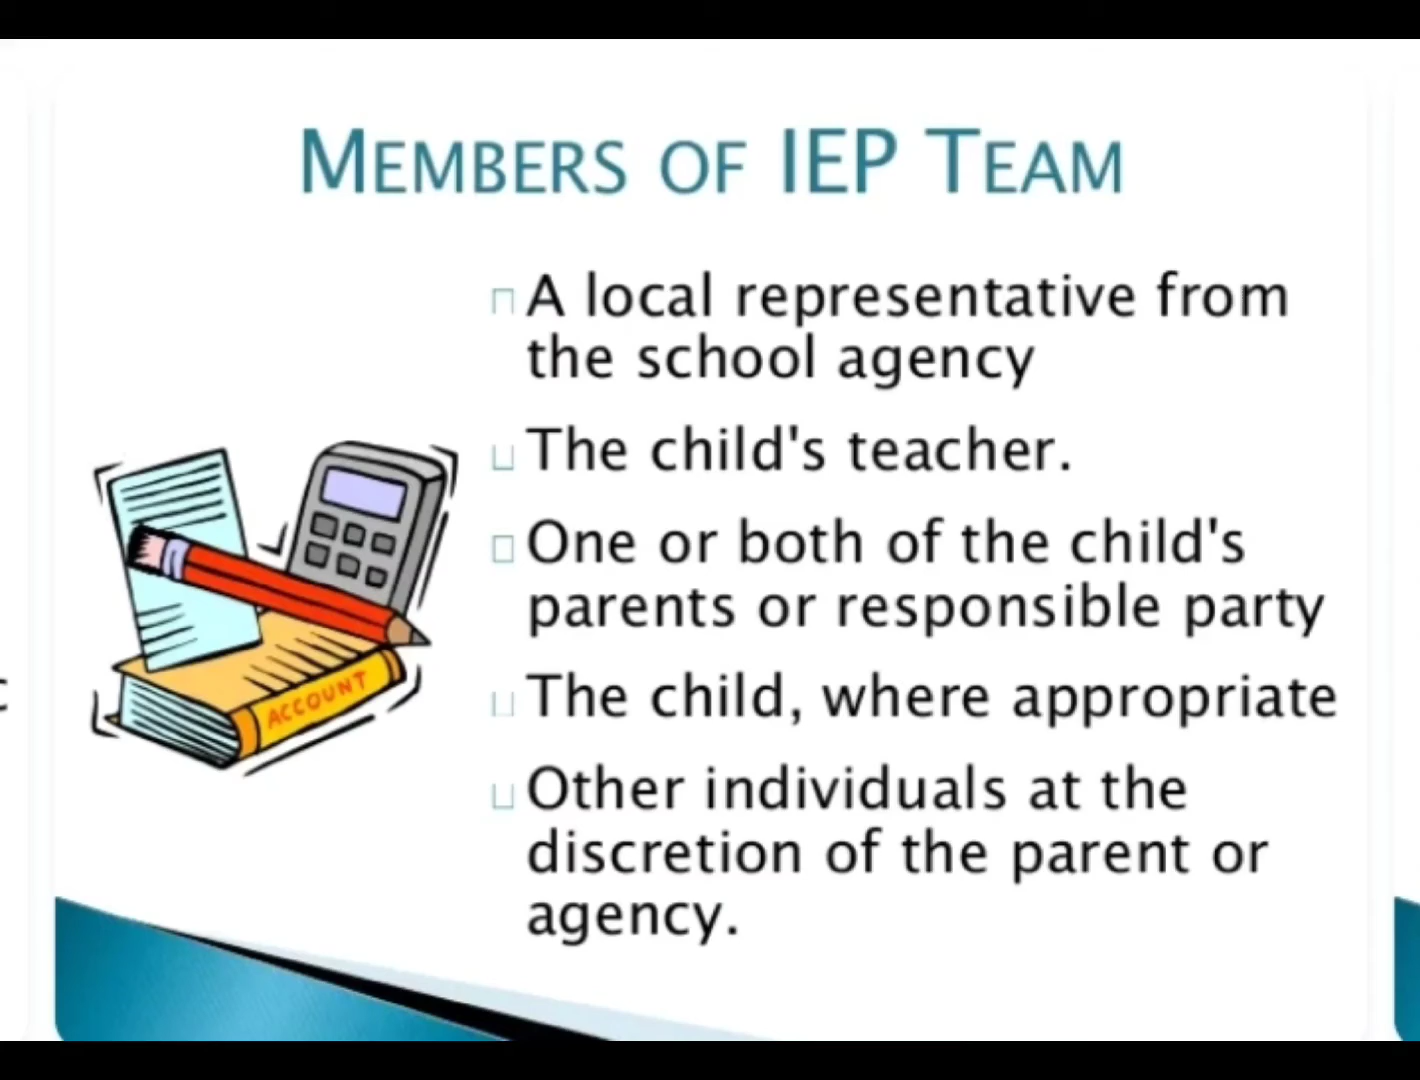 MEMBERS OF IEP TEAM
A local representative from
the school agency
The child's teacher.
One or both of the child's
parents or responsible party
The child, where appropriate
Other individuals at the
discretion of the parent or
agency.
ACCOUNT